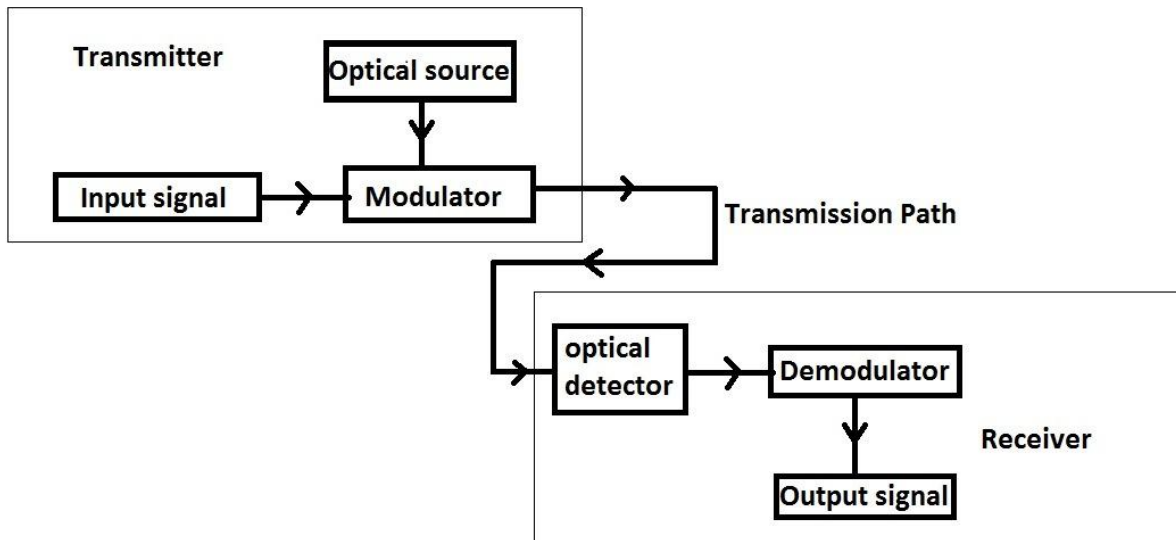 Transmitter
Optical source
Input signal
Modulator
Transmission Path
optical
detector
Demodulator
Receiver
Output signal